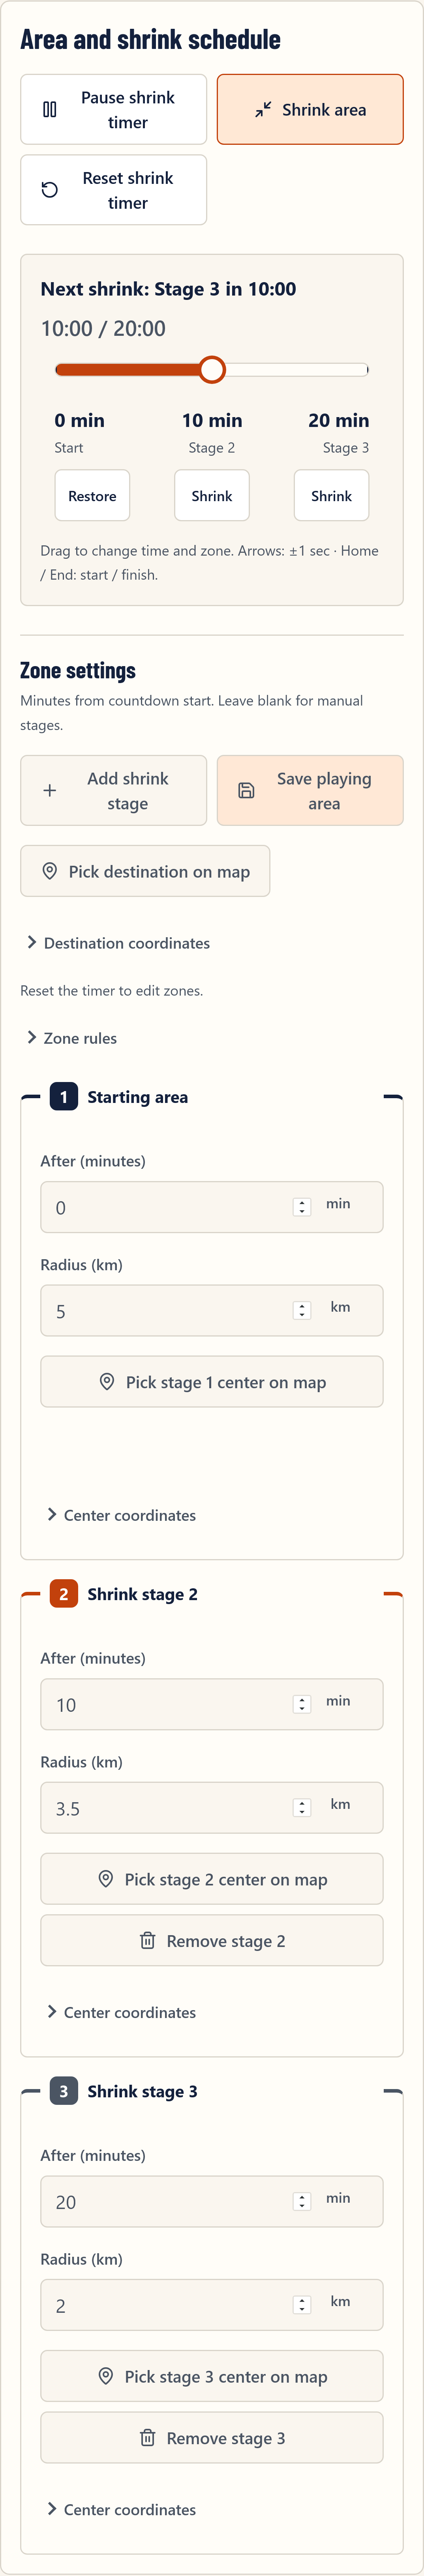 Area and shrink schedule
Pause shrink
timer
Shrink area
Reset shrink
timer
Next shrink: Stage 3 in 10:00
10:00 / 20:00
0 min
10 min
20 min
Start
Stage 2
Stage 3
Restore
Shrink
Shrink
Drag to change time and zone. Arrows: ±1 sec · Home
/ End: start / finish.
Zone settings
Minutes from countdown start. Leave blank for manual
stages.
Add shrink
stage
Save playing
area
Pick destination on map
Destination coordinates
Reset the timer to edit zones.
Zone rules
1 Starting area
After (minutes)
0 min
Radius (km)
5 km
Pick stage 1 center on map
Center coordinates
2 Shrink stage 2
After (minutes)
10 min
Radius (km)
3.5 km
Pick stage 2 center on map
Remove stage 2
Center coordinates
3 Shrink stage 3
After (minutes)
20 min
Radius (km)
2 km
Pick stage 3 center on map
Remove stage 3
Center coordinates